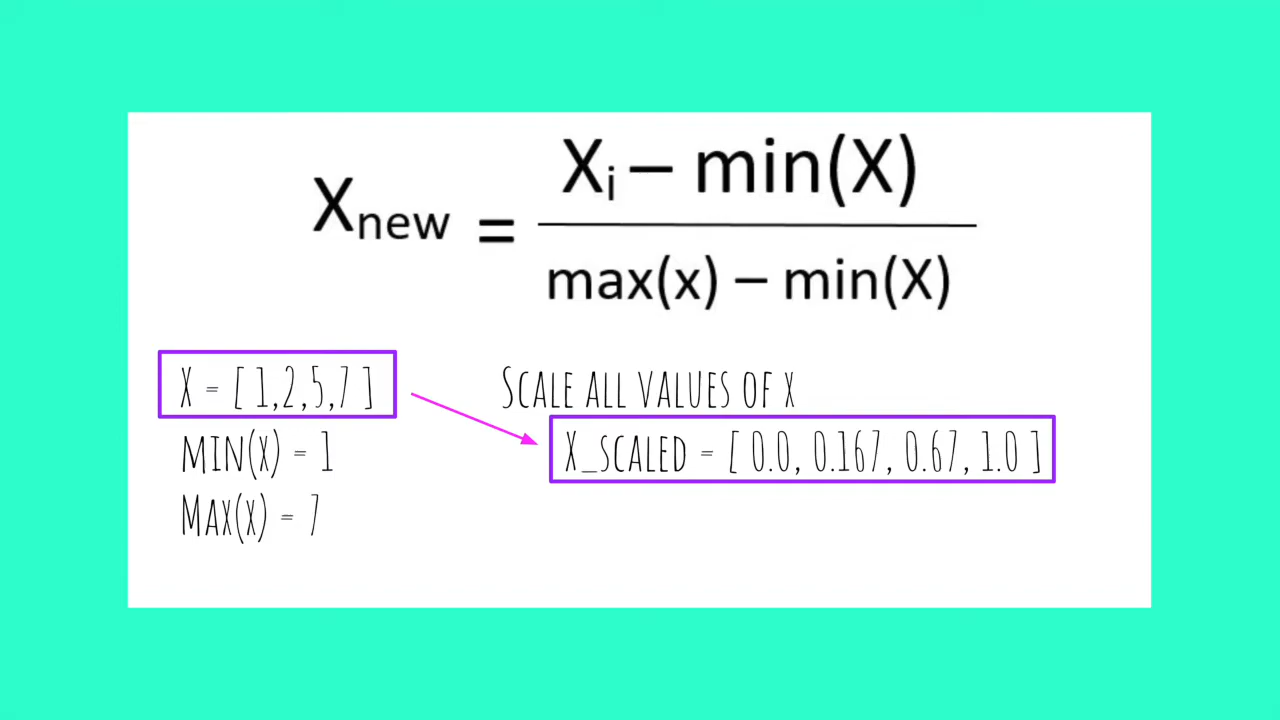 Xnew = Xi – min(X)
max(x) – min(X)
X = [ 1,2,5,7 ]
Scale all values of x
min(x) = 1
X_scaled = [ 0.0, 0.167, 0.67, 1.0 ]
Max(x) = 7